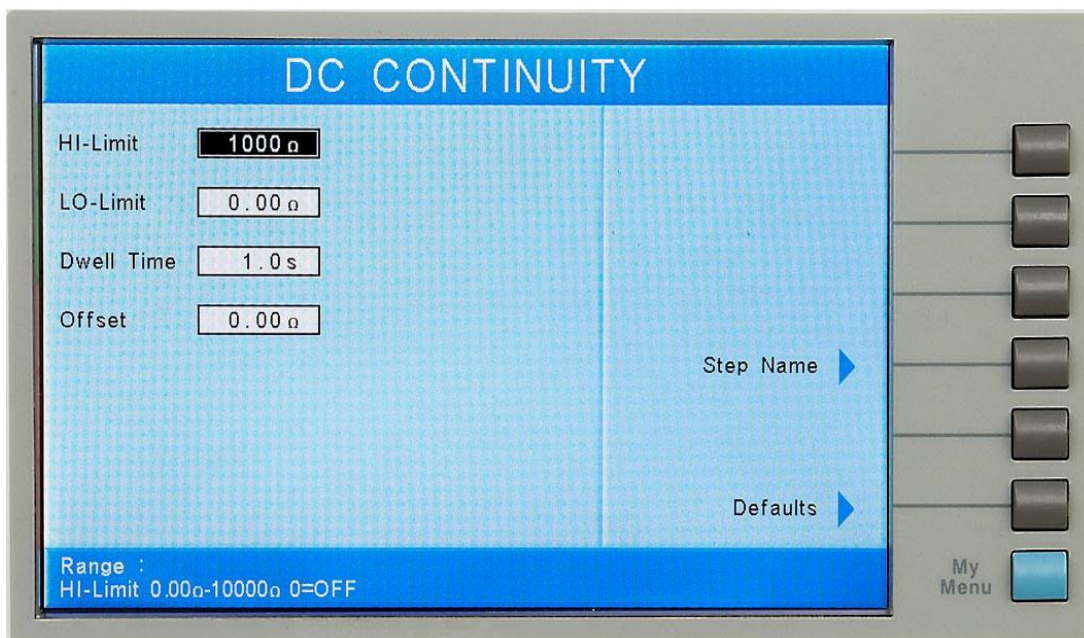 DC CONTINUITY
HI-Limit 1000 Ω
LO-Limit 0.00 Ω
Dwell Time 1.0s
Offset 0.00 Ω
Step Name
Defaults
Range :
HI-Limit 0.00Ω-10000Ω 0=OFF
My
Menu